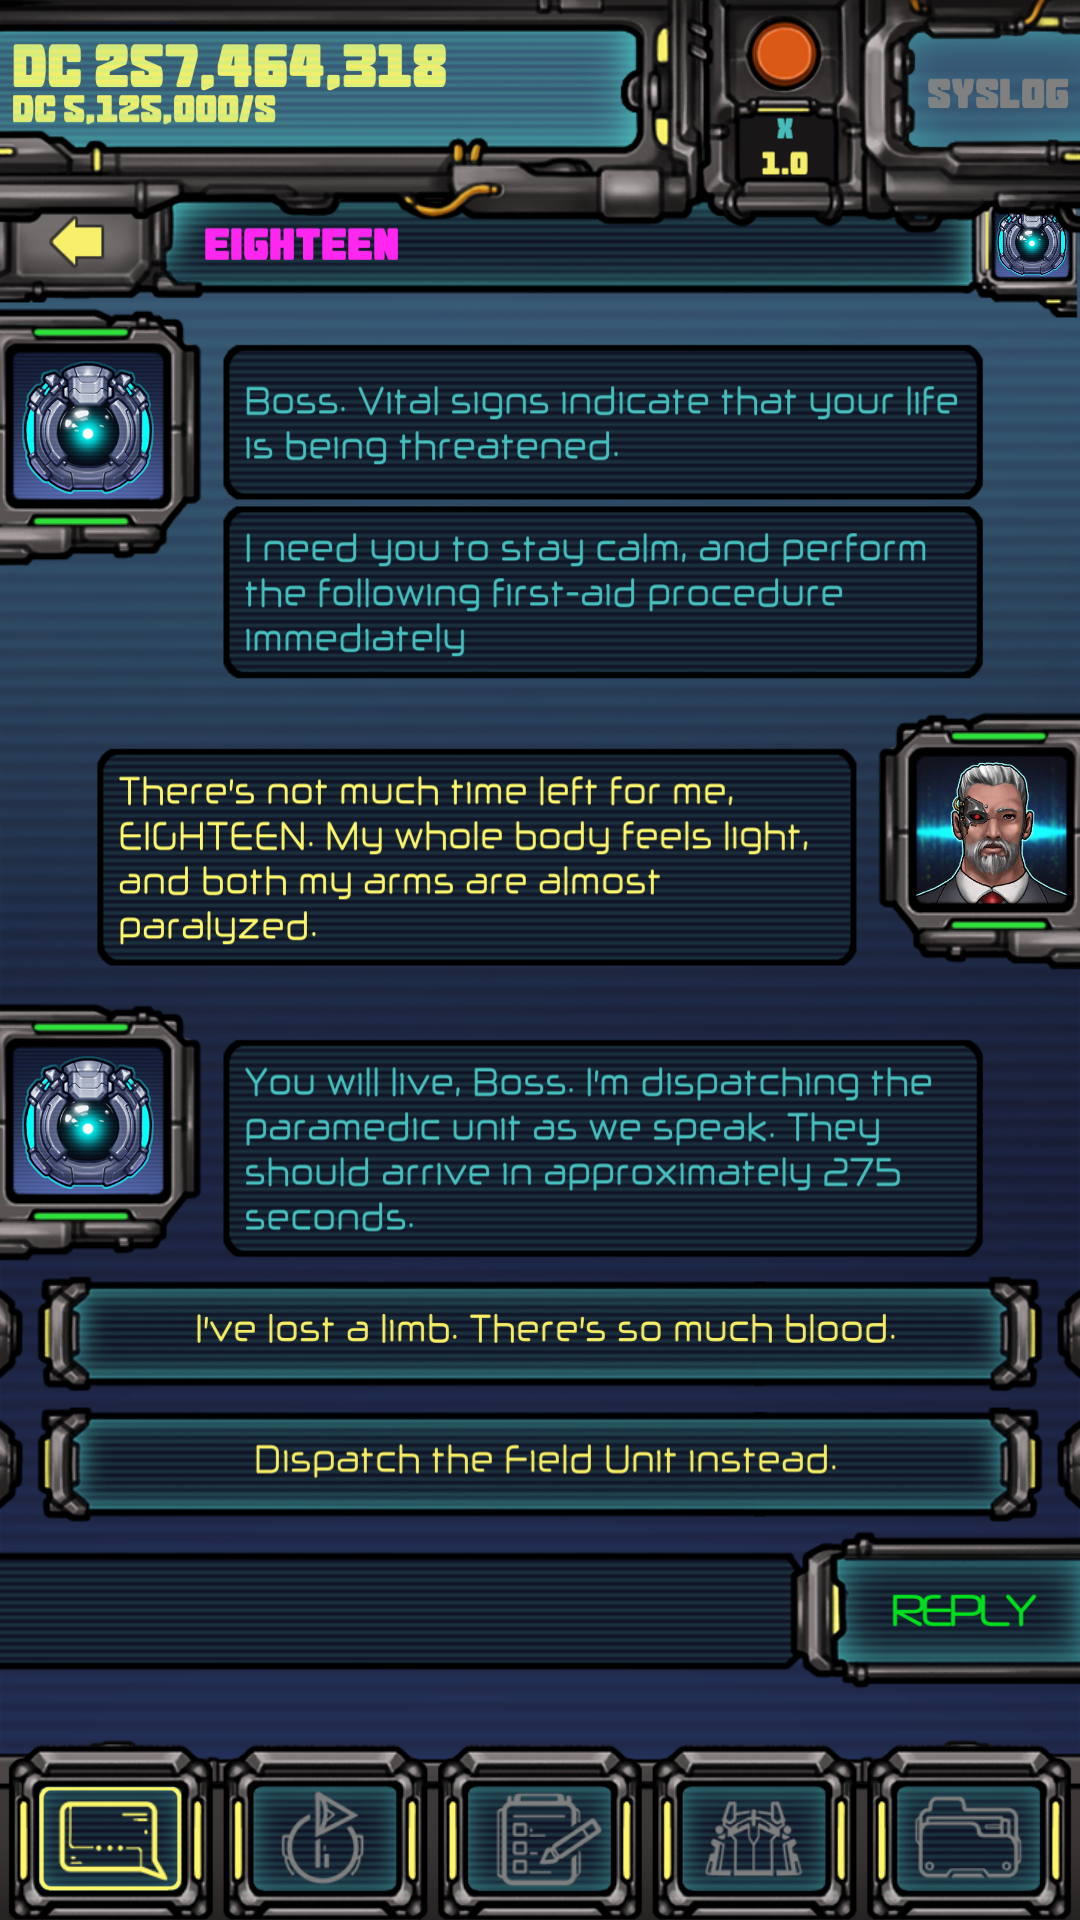 DC 257,464,318
DC 5,125,000/S
X
1.0
SYSLOG
EIGHTEEN
Boss. Vital signs indicate that your life
is being threatened.
I need you to stay calm, and perform
the following first-aid procedure
immediately
There's not much time left for me,
EIGHTEEN. My whole body feels light,
and both my arms are almost
paralyzed.
You will live, Boss. I'm dispatching the
paramedic unit as we speak. They
should arrive in approximately 275
seconds.
I've lost a limb. There's so much blood.
Dispatch the Field Unit instead.
REPLY